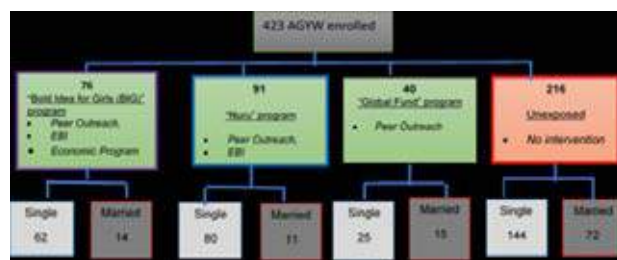 423 AGYW enrolled
76
"Bold Idea for Girls (BIG)"
program
• Peer Outreach,
• EBI
• Economic Program
91
"Nuru" program
• Peer Outreach,
• EBI
40
"Global Fund" program
• Peer Outreach
216
Unexposed
• No intervention
Single
62
Married
14
Single
80
Married
11
Single
25
Married
15
Single
144
Married
72